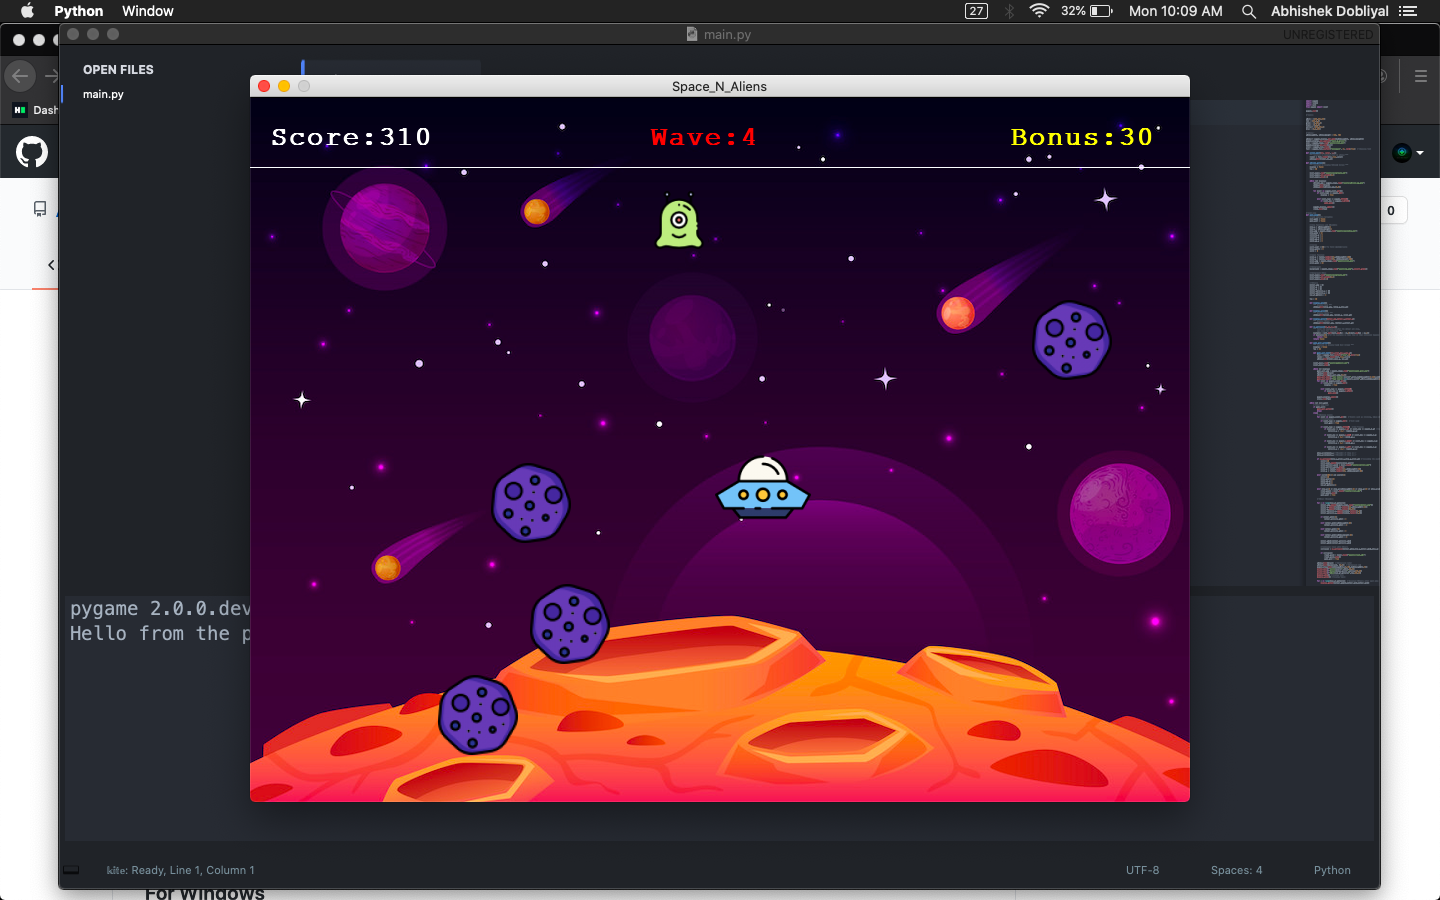 Python Window
27 32% Mon 10:09 AM Abhishek Dobliyal
main.py
UNREGISTERED
OPEN FILES
main.py
Dash
Space_N_Aliens
Score:310 Wave:4 Bonus:30
0
pygame 2.0.0.dev
Hello from the p
kite: Ready, Line 1, Column 1
UTF-8 Spaces: 4 Python
For Windows